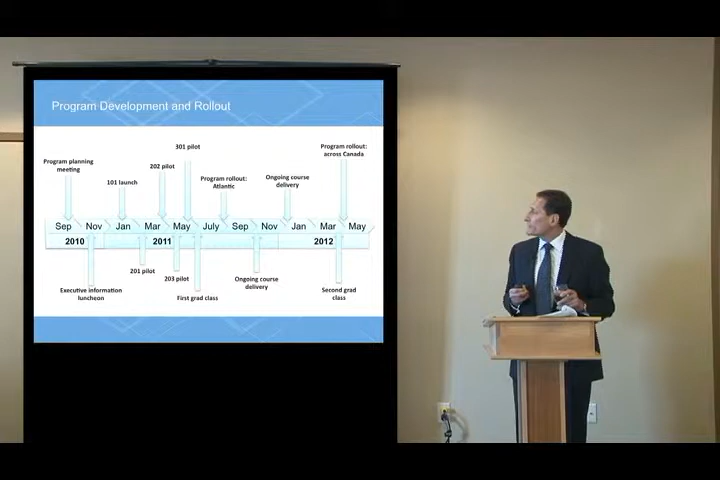 Program Development and Rollout
301 pilot
Program rollout:
across Canada
Program planning
meeting
202 pilot
101 launch
Program rollout:
Atlantic
Ongoing course
delivery
Sep Nov Jan Mar May July Sep Nov Jan Mar May
2010 2011 2012
201 pilot
203 pilot
Ongoing course
delivery
Executive information
luncheon
First grad class
Second grad
class